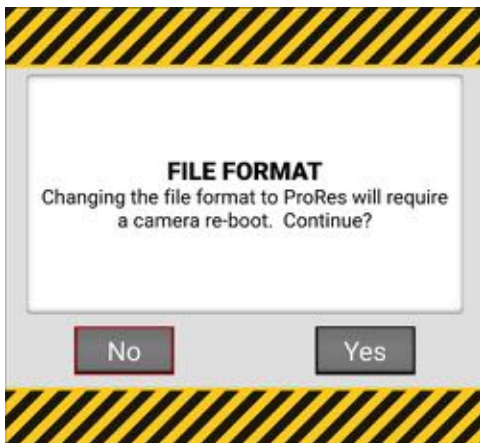 FILE FORMAT
Changing the file format to ProRes will require
a camera re-boot.  Continue?
No
Yes